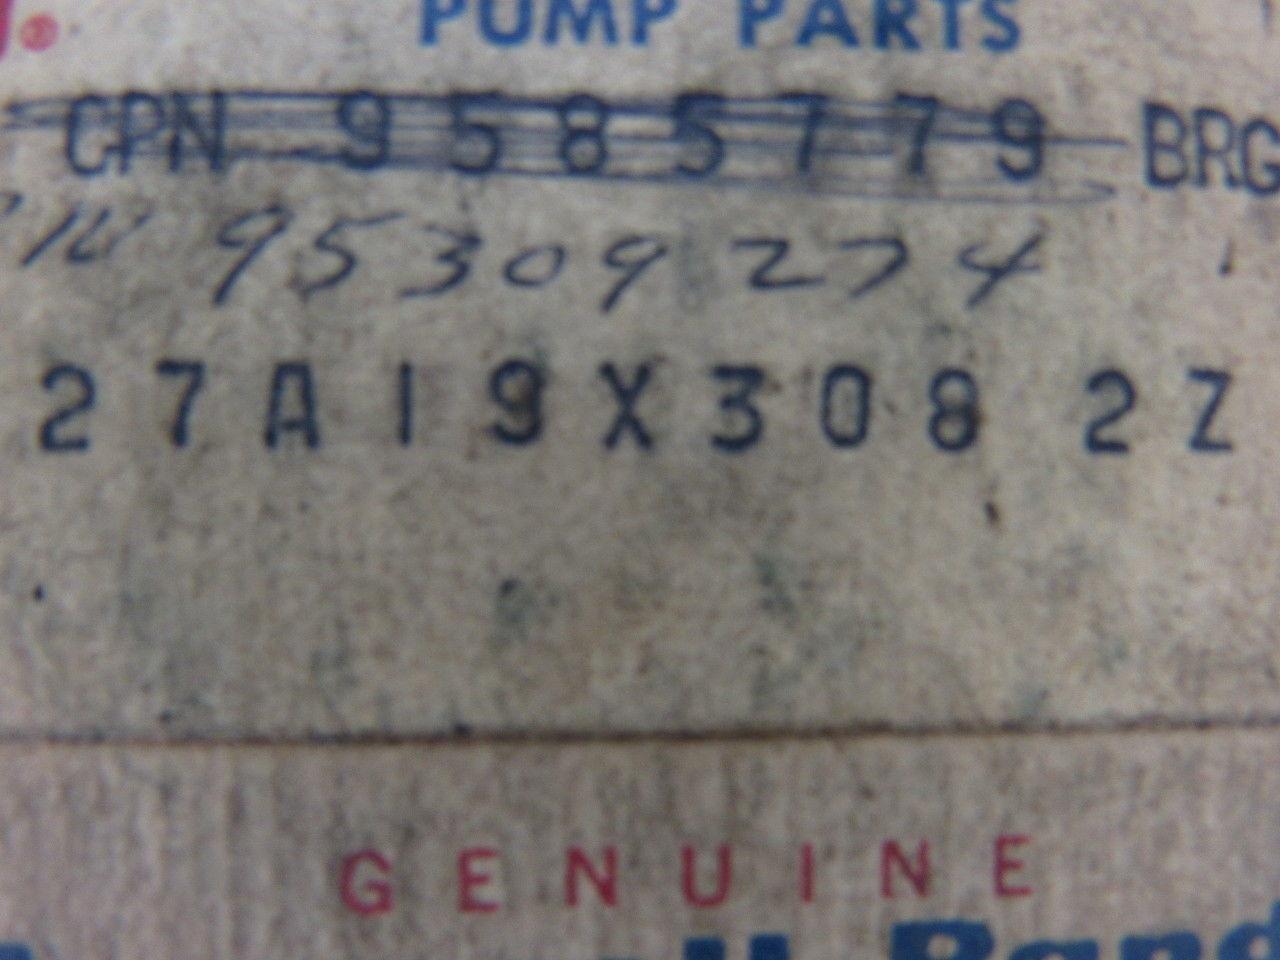 PUMP PARTS
CPN 9585779 BRG
95309274
27A19X308 2Z
GENUINE